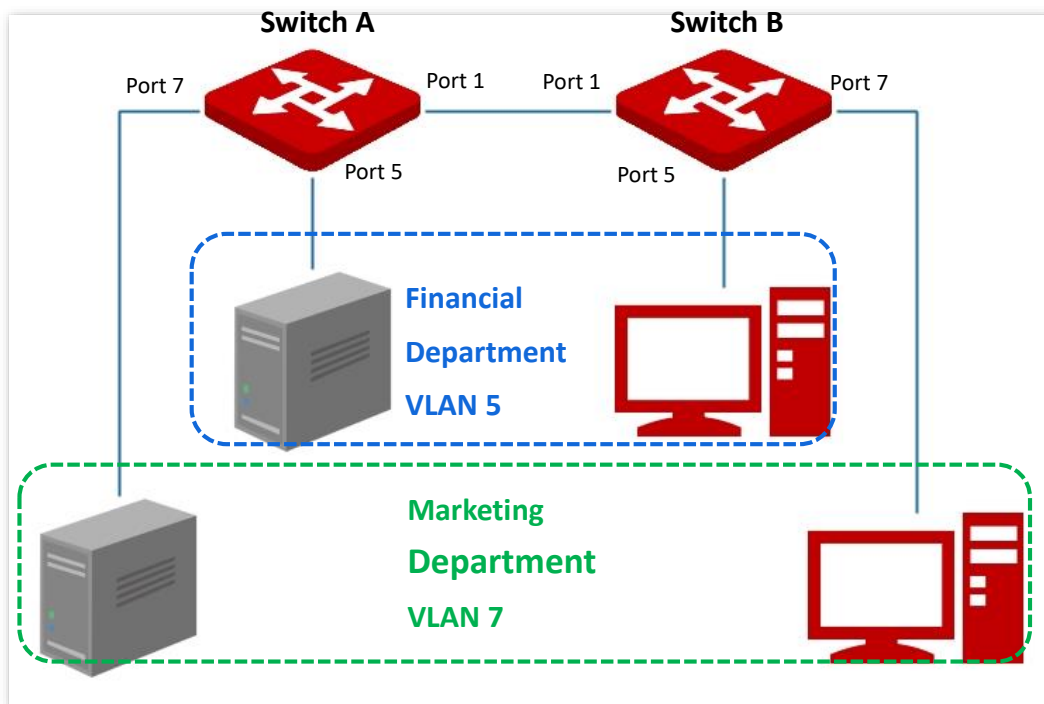 Switch A
Switch B
Port 7
Port 1
Port 1
Port 7
Port 5
Port 5
Financial
Department
VLAN 5
Marketing
Department
VLAN 7